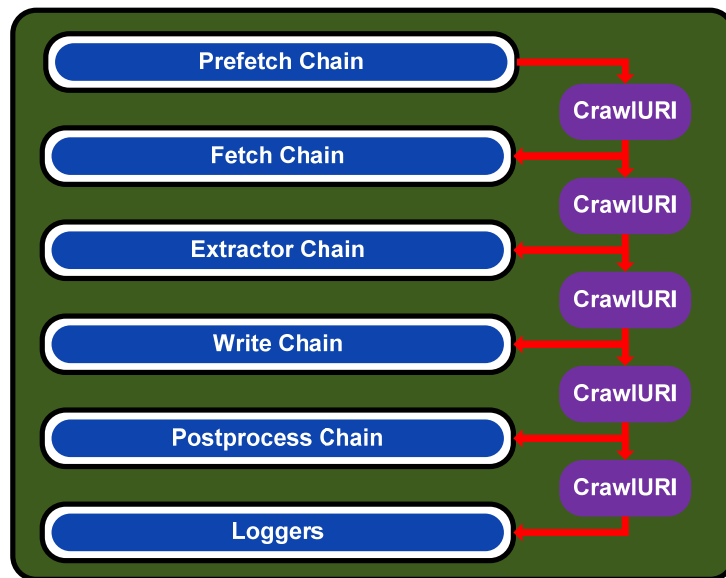 Prefetch Chain
CrawlURI
Fetch Chain
CrawlURI
Extractor Chain
CrawlURI
Write Chain
CrawlURI
Postprocess Chain
CrawlURI
Loggers